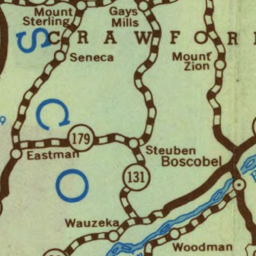 Mount
Sterling
Gays
Mills
CRAWFOR
S
Seneca
Mount
Zion
C
179
Eastman
Steuben
Boscobel
O
131
Wauzeka
Woodman